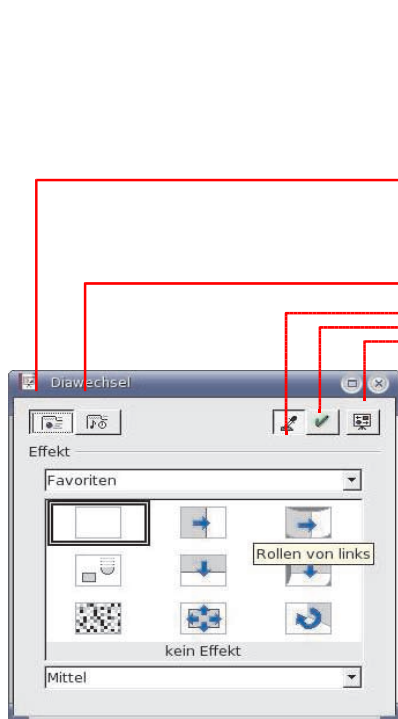 Diawechsel
Effekt
Favoriten
Rollen von links
kein Effekt
Mittel